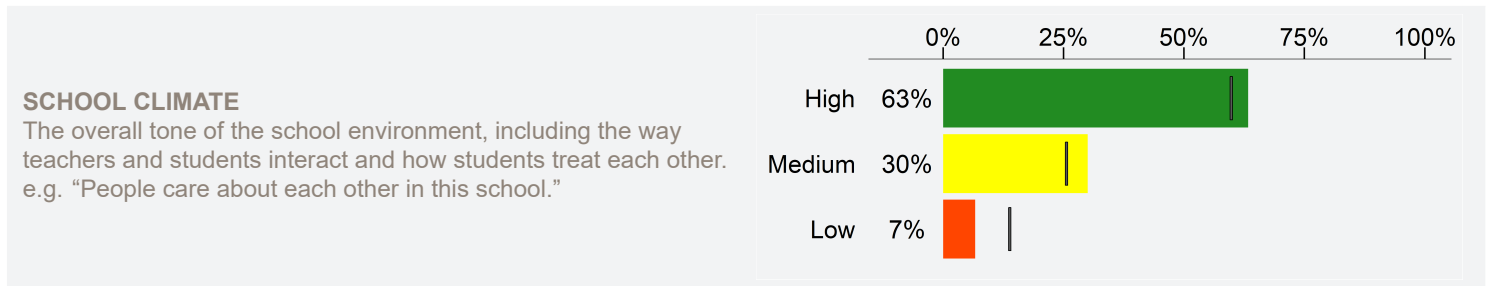 SCHOOL CLIMATE
The overall tone of the school environment, including the way
teachers and students interact and how students treat each other.
e.g. “People care about each other in this school.”
0% 25% 50% 75% 100%
High 63%
Medium 30%
Low 7%